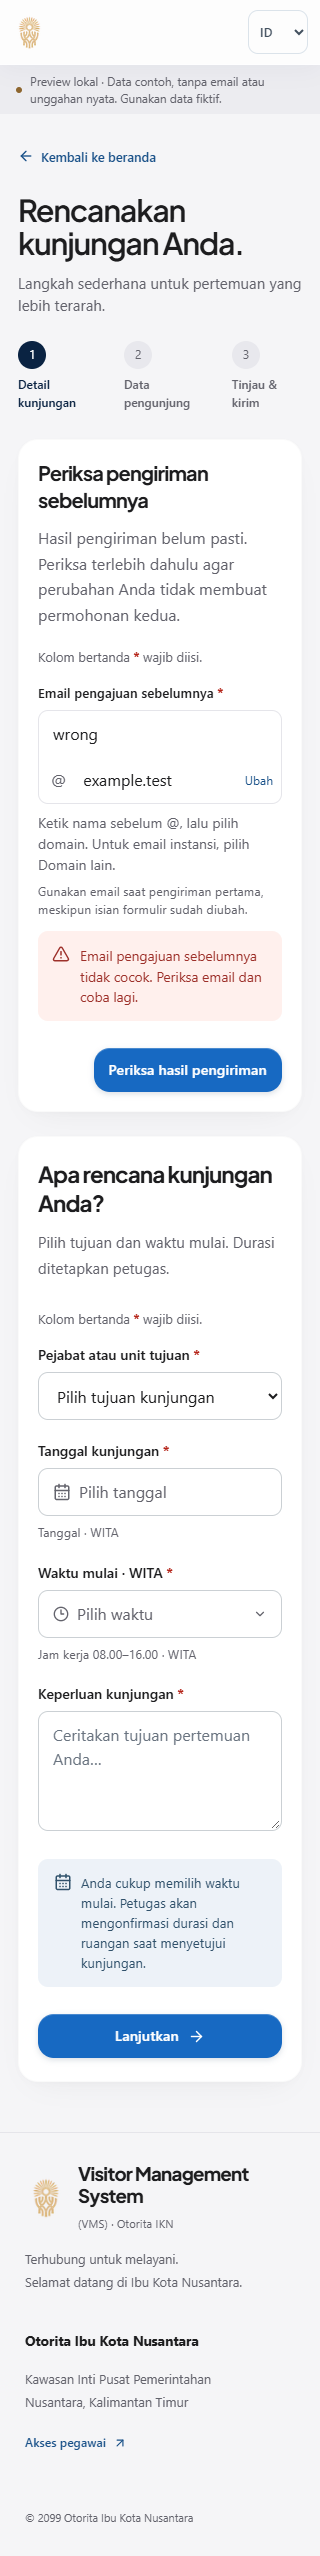 ID
Preview lokal · Data contoh, tanpa email atau
unggahan nyata. Gunakan data fiktif.
Kembali ke beranda
Rencanakan
kunjungan Anda.
Langkah sederhana untuk pertemuan yang
lebih terarah.
1
Detail
kunjungan
2
Data
pengunjung
3
Tinjau &
kirim
Periksa pengiriman
sebelumnya
Hasil pengiriman belum pasti.
Periksa terlebih dahulu agar
perubahan Anda tidak membuat
permohonan kedua.
Kolom bertanda * wajib diisi.
Email pengajuan sebelumnya *
wrong
@ example.test Ubah
Ketik nama sebelum @, lalu pilih
domain. Untuk email instansi, pilih
Domain lain.
Gunakan email saat pengiriman pertama,
meskipun isian formulir sudah diubah.
Email pengajuan sebelumnya
tidak cocok. Periksa email dan
coba lagi.
Periksa hasil pengiriman
Apa rencana kunjungan
Anda?
Pilih tujuan dan waktu mulai. Durasi
ditetapkan petugas.
Kolom bertanda * wajib diisi.
Pejabat atau unit tujuan *
Pilih tujuan kunjungan
Tanggal kunjungan *
Pilih tanggal
Tanggal · WITA
Waktu mulai · WITA *
Pilih waktu
Jam kerja 08.00–16.00 · WITA
Keperluan kunjungan *
Ceritakan tujuan pertemuan
Anda...
Anda cukup memilih waktu
mulai. Petugas akan
mengonfirmasi durasi dan
ruangan saat menyetujui
kunjungan.
Lanjutkan
Visitor Management
System
(VMS) · Otorita IKN
Terhubung untuk melayani.
Selamat datang di Ibu Kota Nusantara.
Otorita Ibu Kota Nusantara
Kawasan Inti Pusat Pemerintahan
Nusantara, Kalimantan Timur
Akses pegawai
© 2099 Otorita Ibu Kota Nusantara